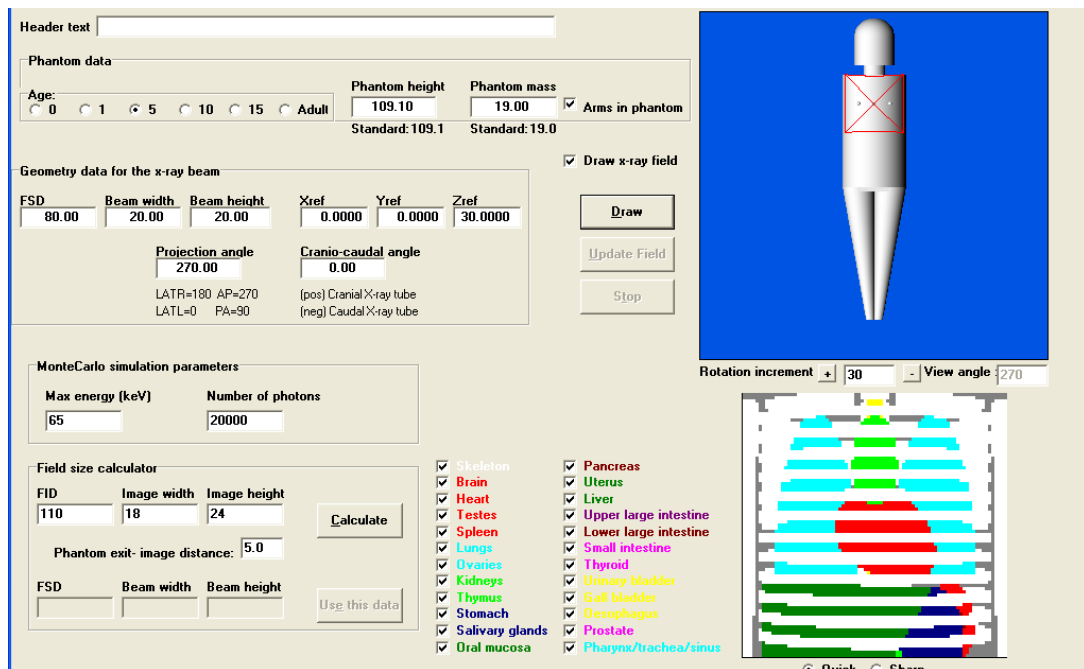 Header text
Phantom data
Age:
0 1 5 10 15 Adult
Phantom height Phantom mass
109.10 19.00 Arms in phantom
Standard: 109.1 Standard: 19.0
Draw x-ray field
Geometry data for the x-ray beam
FSD Beam width Beam height Xref Yref Zref
80.00 20.00 20.00 0.0000 0.0000 30.0000
Draw
Projection angle Cranio-caudal angle
270.00 0.00
Update Field
LATR=180 AP=270 (pos) Cranial X-ray tube
LATL=0 PA=90 (neg) Caudal X-ray tube
Stop
MonteCarlo simulation parameters
Max energy (keV) Number of photons
65 20000
Rotation increment + 30 - View angle : 270
Field size calculator
FID Image width Image height
110 18 24
Calculate
Phantom exit- image distance: 5.0
FSD Beam width Beam height
Use this data
Skeleton Pancreas
Brain Uterus
Heart Liver
Testes Upper large intestine
Spleen Lower large intestine
Lungs Small intestine
Ovaries Thyroid
Kidneys Urinary bladder
Thymus Gall bladder
Stomach Oesophagus
Salivary glands Prostate
Oral mucosa Pharynx/trachea/sinus
Quick Sharp